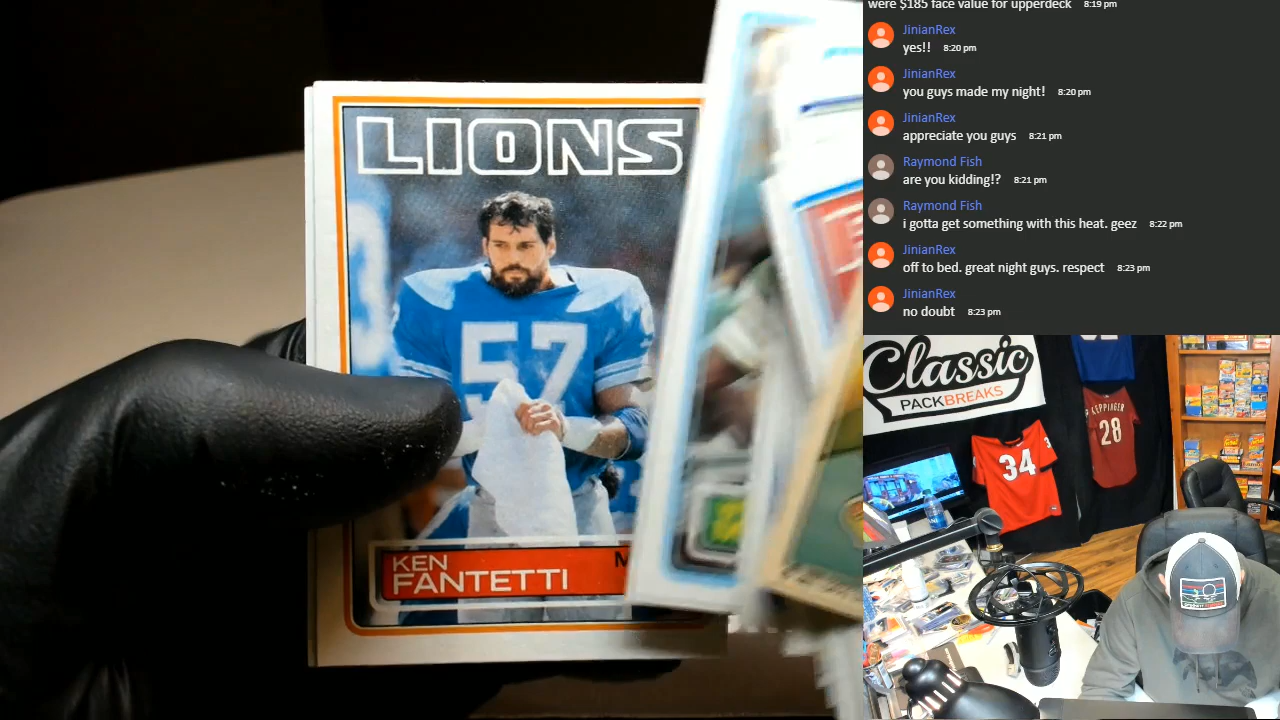 LIONS
57
KEN
FANTETTI
M
were $185 face value for upperdeck 8:19 pm
JinianRex
yes!! 8:20 pm
JinianRex
you guys made my night! 8:20 pm
JinianRex
appreciate you guys 8:21 pm
Raymond Fish
are you kidding!? 8:21 pm
Raymond Fish
i gotta get something with this heat. geez 8:22 pm
JinianRex
off to bed. great night guys. respect 8:23 pm
JinianRex
no doubt 8:23 pm
Classic
PACKBREAKS
34
KEPPINGER
28